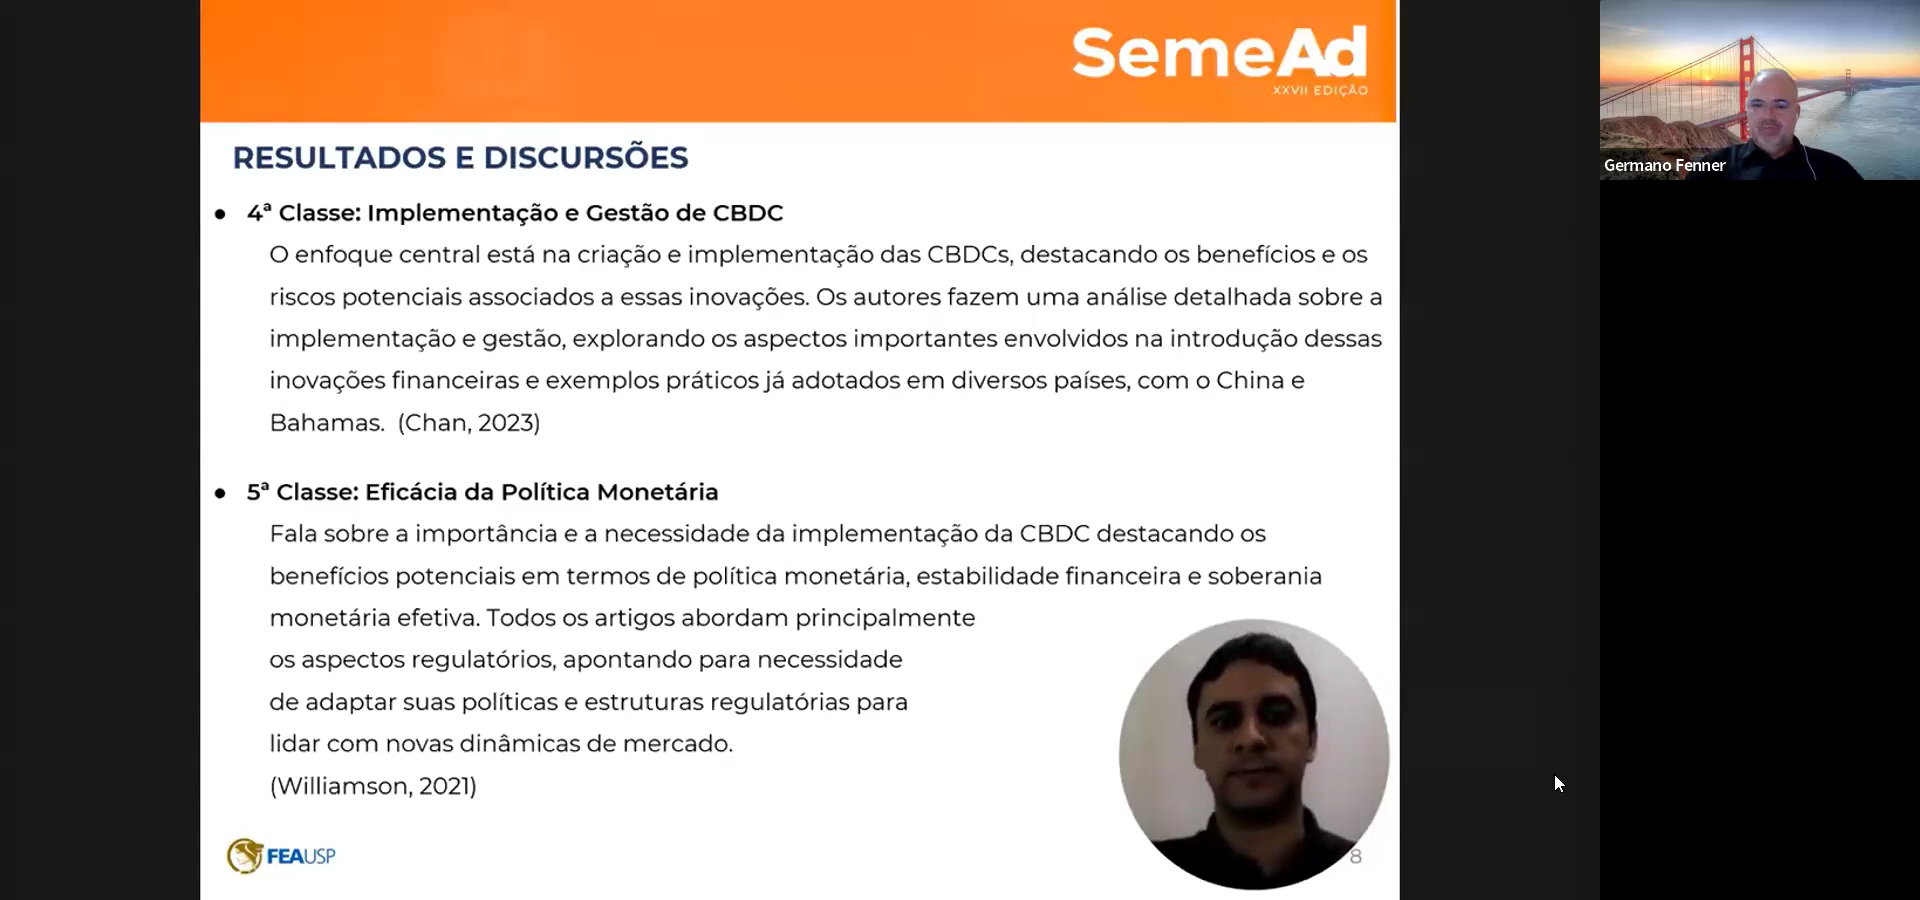 SemeAd
XXVII EDIÇÃO
Germano Fenner
RESULTADOS E DISCURSÕES
● 4ª Classe: Implementação e Gestão de CBDC
O enfoque central está na criação e implementação das CBDCs, destacando os benefícios e os
riscos potenciais associados a essas inovações. Os autores fazem uma análise detalhada sobre a
implementação e gestão, explorando os aspectos importantes envolvidos na introdução dessas
inovações financeiras e exemplos práticos já adotados em diversos países, com o China e
Bahamas. (Chan, 2023)
● 5ª Classe: Eficácia da Política Monetária
Fala sobre a importância e a necessidade da implementação da CBDC destacando os
benefícios potenciais em termos de política monetária, estabilidade financeira e soberania
monetária efetiva. Todos os artigos abordam principalmente
os aspectos regulatórios, apontando para necessidade
de adaptar suas políticas e estruturas regulatórias para
lidar com novas dinâmicas de mercado.
(Williamson, 2021)
FEAUSP
8